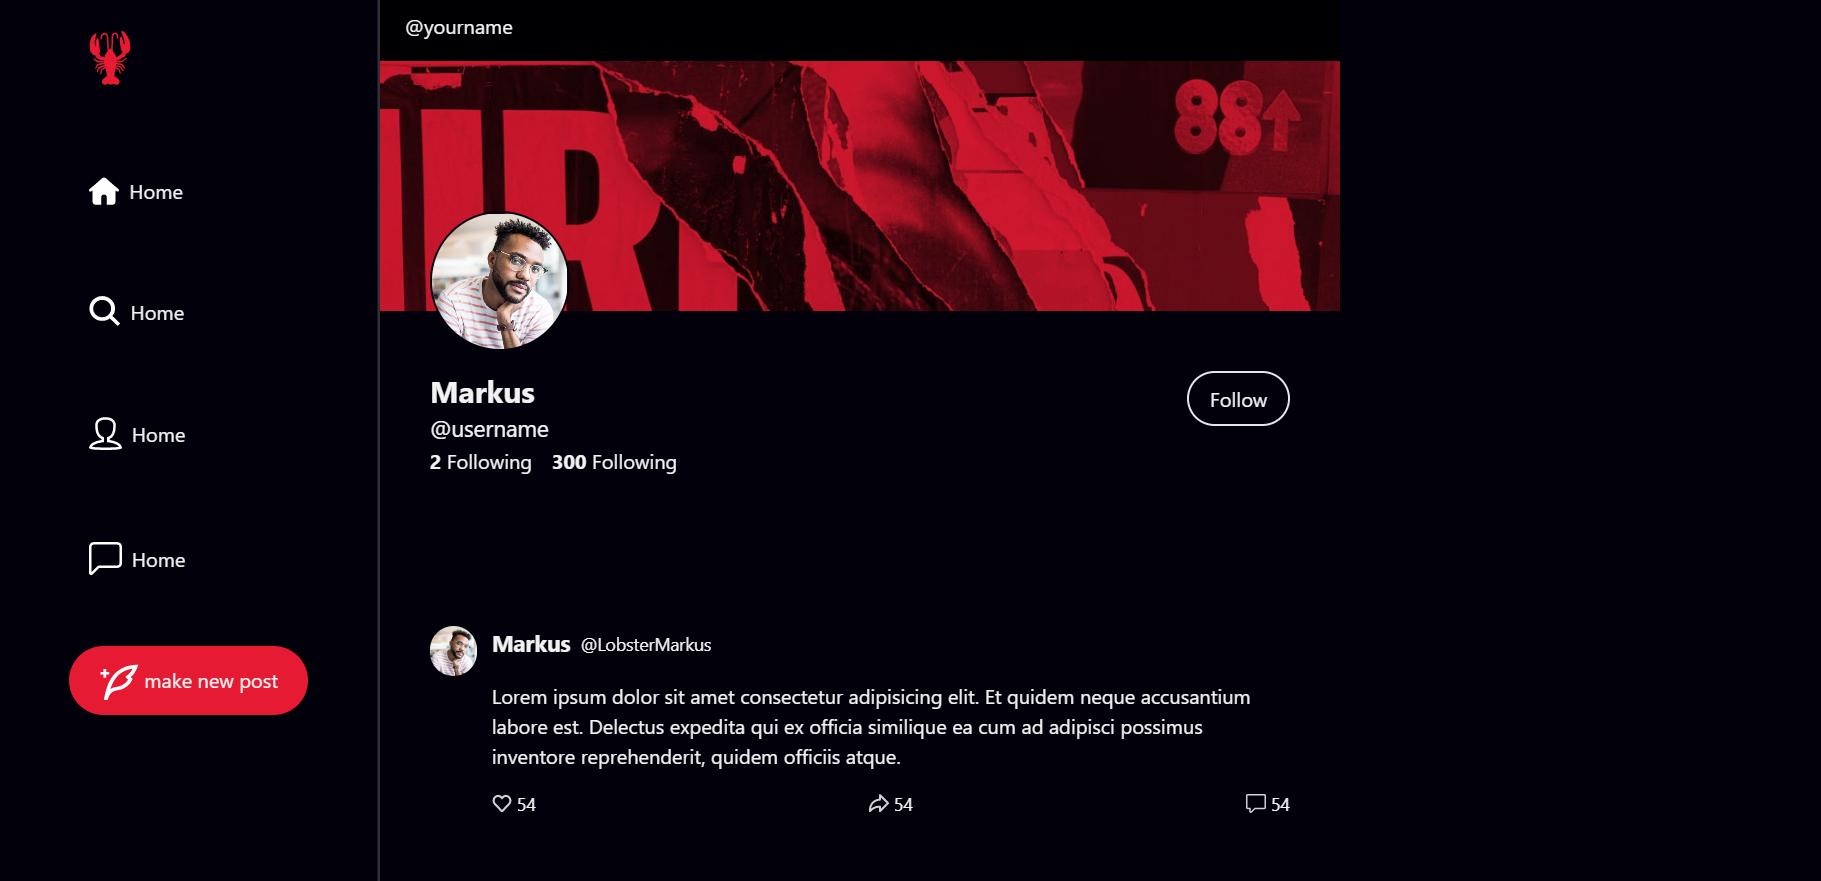 @yourname
88
Home
Home
Home
Home
make new post
Markus
@username
2 Following 300 Following
Follow
Markus @LobsterMarkus
Lorem ipsum dolor sit amet consectetur adipisicing elit. Et quidem neque accusantium
labore est. Delectus expedita qui ex officia similique ea cum ad adipisci possimus
inventore reprehenderit, quidem officiis atque.
54 54 54